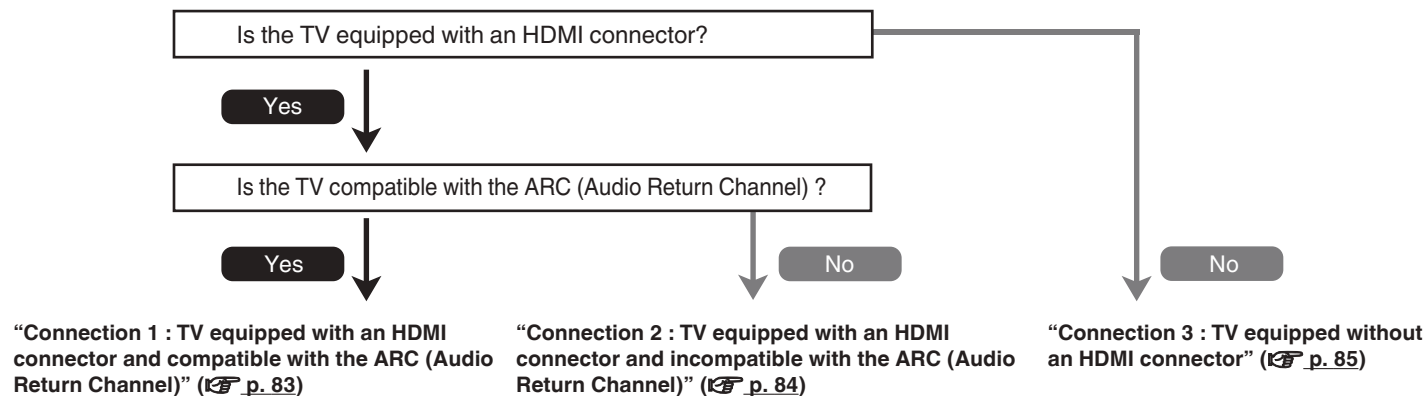 Is the TV equipped with an HDMI connector?
Yes
Is the TV compatible with the ARC (Audio Return Channel) ?
Yes
No
No
“Connection 1 : TV equipped with an HDMI
connector and compatible with the ARC (Audio
Return Channel)” (☞ p. 83)
“Connection 2 : TV equipped with an HDMI
connector and incompatible with the ARC (Audio
Return Channel)” (☞ p. 84)
“Connection 3 : TV equipped without
an HDMI connector” (☞ p. 85)